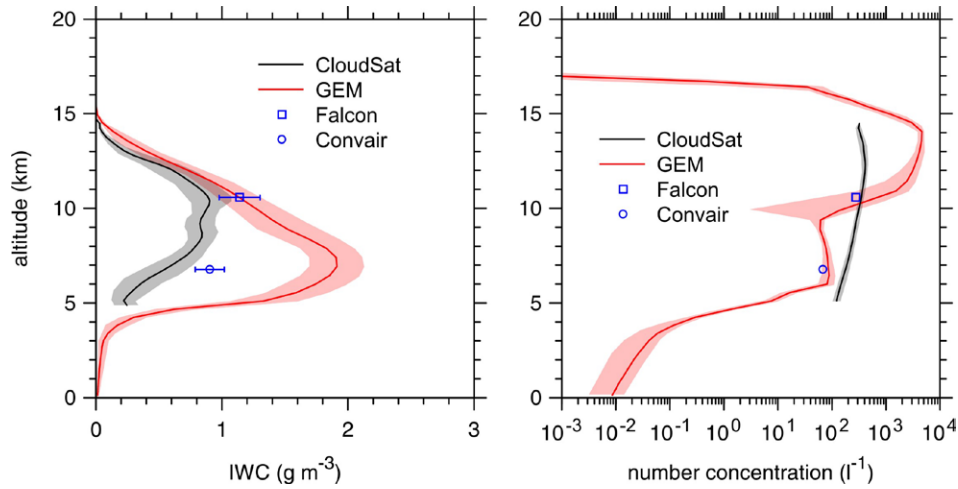 20
15
10
5
0
altitude (km)
CloudSat
GEM
Falcon
Convair
0 1 2 3
IWC (g m⁻³)
20
15
10
5
0
CloudSat
GEM
Falcon
Convair
10⁻³ 10⁻² 10⁻¹ 10⁰ 10¹ 10² 10³ 10⁴
number concentration (l⁻¹)